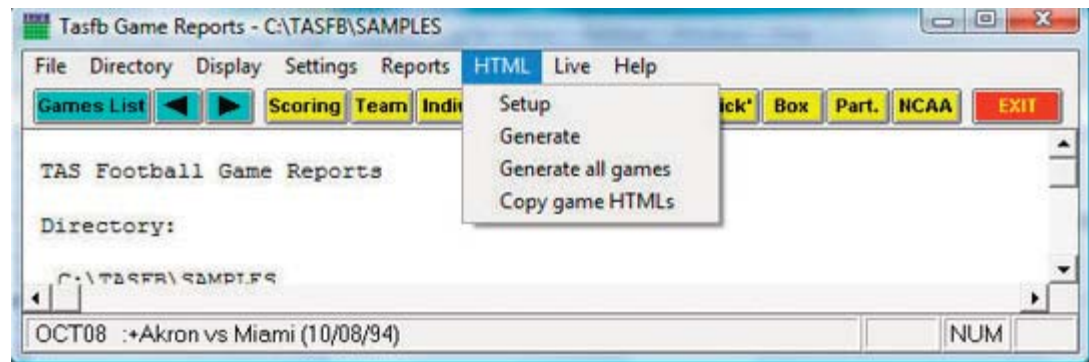 Tasfb Game Reports - C:\TASFB\SAMPLES
File Directory Display Settings Reports HTML Live Help
Games List Scoring Team Box Part. NCAA EXIT
Setup
Generate
Generate all games
Copy game HTMLs
TAS Football Game Reports
Directory:
C:\TASFB\SAMPLES
OCT08 :+Akron vs Miami (10/08/94) NUM